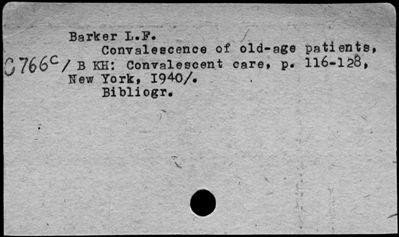 Barker L.F.
Convalescence of old-age patients,
C766c / B KH: Convalescent care, p. 116-128,
New York, 1940/.
Bibliogr.